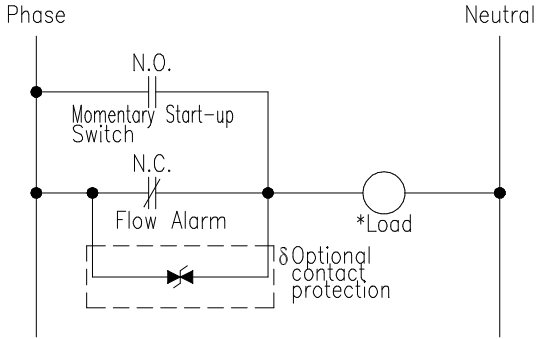 Phase
Neutral
N.O.
Momentary Start-up
Switch
N.C.
Flow Alarm
*Load
δ Optional
contact
protection